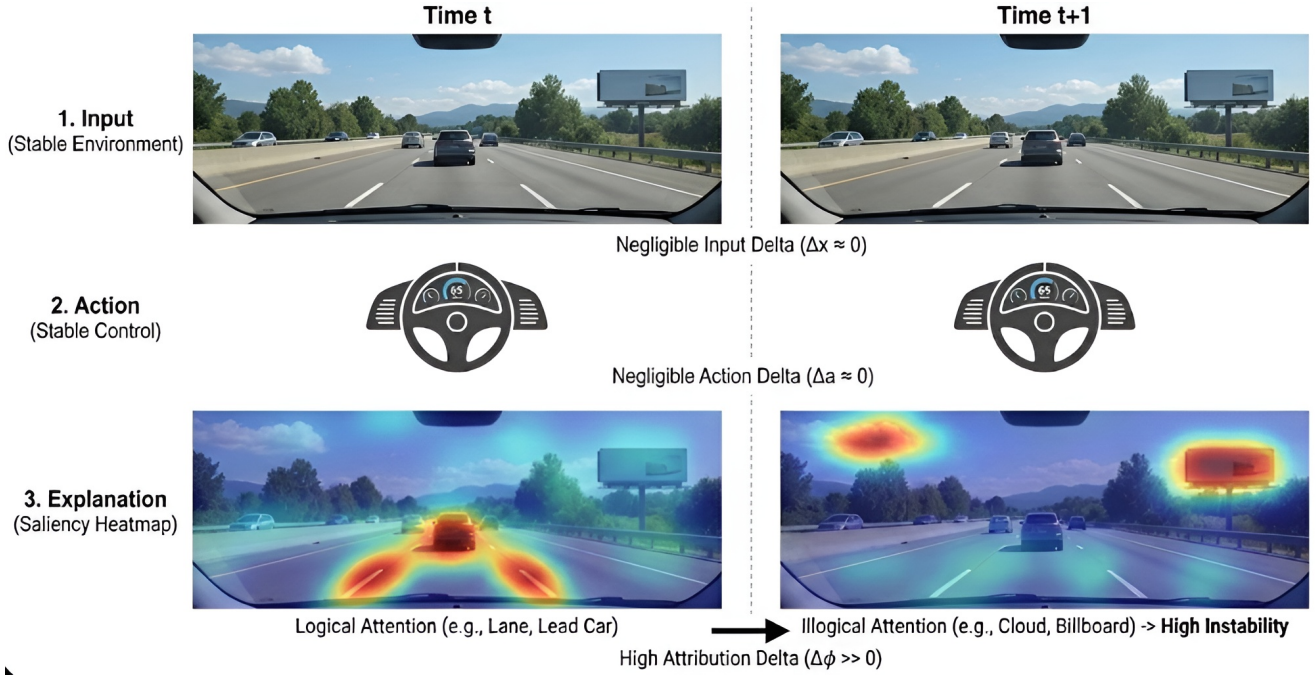 Time t
Time t+1
1. Input
(Stable Environment)
Negligible Input Delta (Δx ≈ 0)
2. Action
(Stable Control)
65
65
Negligible Action Delta (Δa ≈ 0)
3. Explanation
(Saliency Heatmap)
Logical Attention (e.g., Lane, Lead Car)
Illogical Attention (e.g., Cloud, Billboard) -> High Instability
High Attribution Delta (Δϕ >> 0)